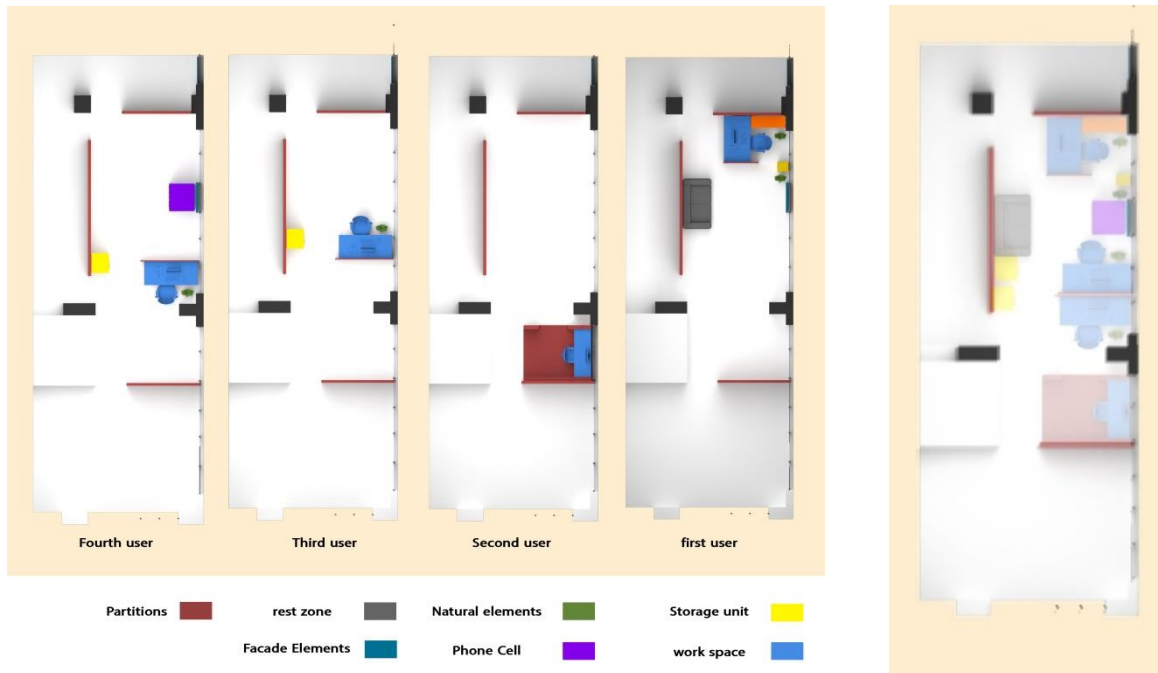 Fourth user
Third user
Second user
first user
Partitions
rest zone
Natural elements
Storage unit
Facade Elements
Phone Cell
work space